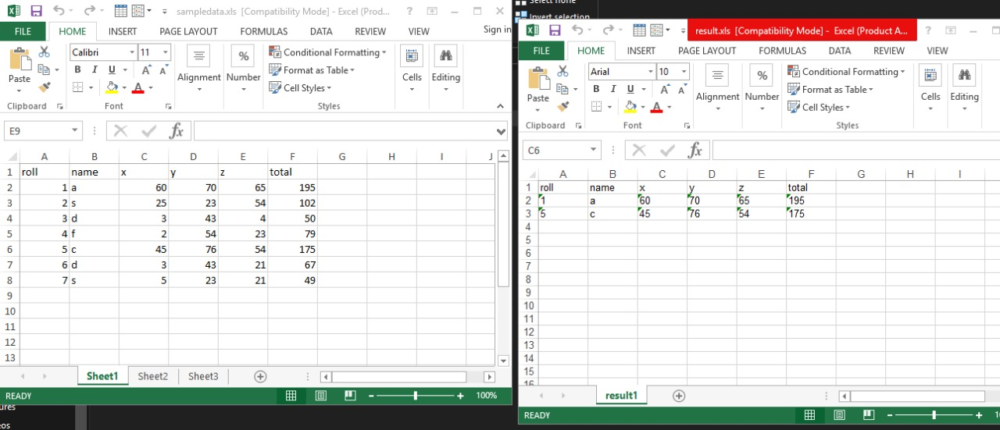 Select none
Invert selection
sampledata.xls [Compatibility Mode] - Excel (Prod...
FILE HOME INSERT PAGE LAYOUT FORMULAS DATA REVIEW VIEW Sign in
Calibri 11
Paste
B I U
A A
A
Alignment Number
%
Conditional Formatting
Format as Table
Cell Styles
Cells Editing
Clipboard Font Styles
E9 fx
A B C D E F G H I J
1 roll name x y z total
2 1 a 60 70 65 195
3 2 s 25 23 54 102
4 3 d 3 43 4 50
5 4 f 2 54 23 79
6 5 c 45 76 54 175
7 6 d 3 43 21 67
8 7 s 5 23 21 49
9
10
11
12
13
Sheet1 Sheet2 Sheet3
READY 100%
result.xls [Compatibility Mode] - Excel (Product A...
FILE HOME INSERT PAGE LAYOUT FORMULAS DATA REVIEW VIEW
Arial 10
Paste
B I U
A A
A
Alignment Number
%
Conditional Formatting
Format as Table
Cell Styles
Cells Editing
Clipboard Font Styles
C6 fx
A B C D E F G H I
1 roll name x y z total
2 1 a 60 70 65 195
3 5 c 45 76 54 175
4
5
6
7
8
9
10
11
12
13
14
15
16
result1
READY